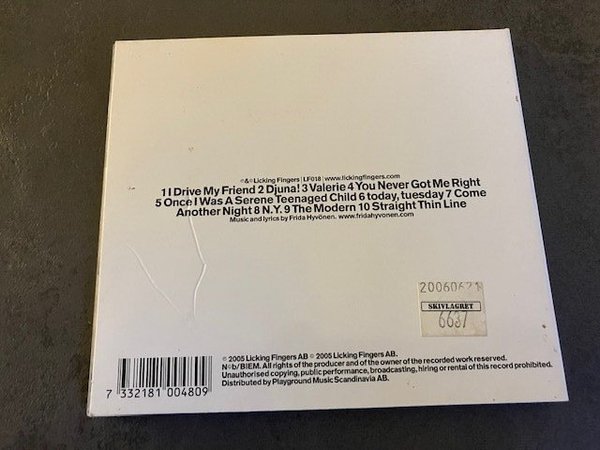 ℗&© Licking Fingers | LF018 | www.lickingfingers.com
1 I Drive My Friend 2 Djuna! 3 Valerie 4 You Never Got Me Right
5 Once I Was A Serene Teenaged Child 6 today, tuesday 7 Come
Another Night 8 N.Y. 9 The Modern 10 Straight Thin Line
Music and lyrics by Frida Hyvönen. www.fridahyvonen.com
SKIVLAGRET
6637
℗ 2005 Licking Fingers AB © 2005 Licking Fingers AB.
N©b/BIEM. All rights of the producer and of the owner of the recorded work reserved.
Unauthorised copying, public performance, broadcasting, hiring or rental of this record prohibited.
Distributed by Playground Music Scandinavia AB.
7 332181 004809